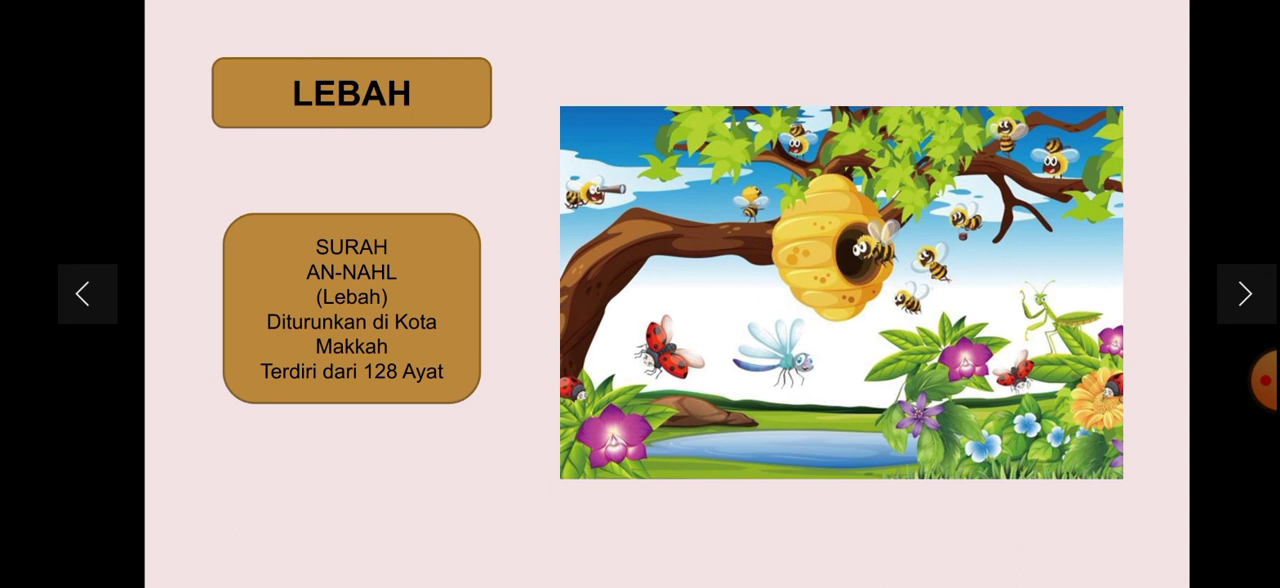 LEBAH
SURAH
AN-NAHL
(Lebah)
Diturunkan di Kota
Makkah
Terdiri dari 128 Ayat